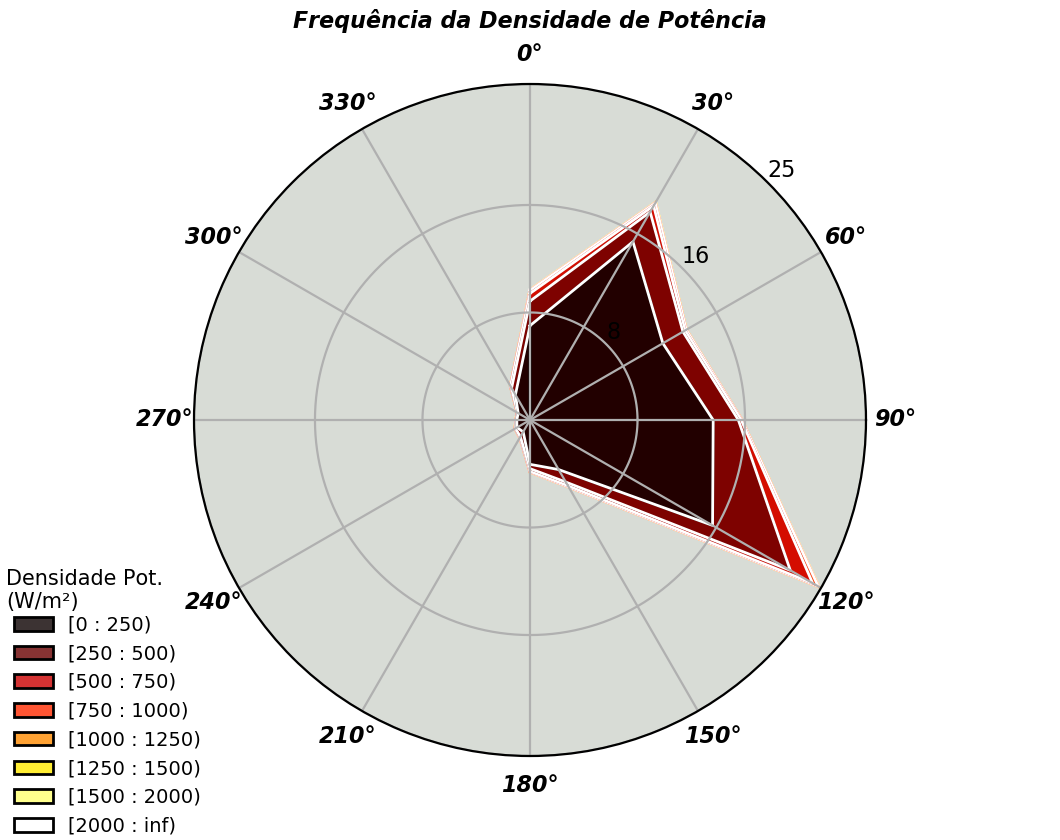 Frequência da Densidade de Potência
0°
330°
30°
25
300°
60°
16
8
270°
90°
240°
120°
210°
150°
180°
Densidade Pot.
(W/m²)
[0 : 250)
[250 : 500)
[500 : 750)
[750 : 1000)
[1000 : 1250)
[1250 : 1500)
[1500 : 2000)
[2000 : inf)